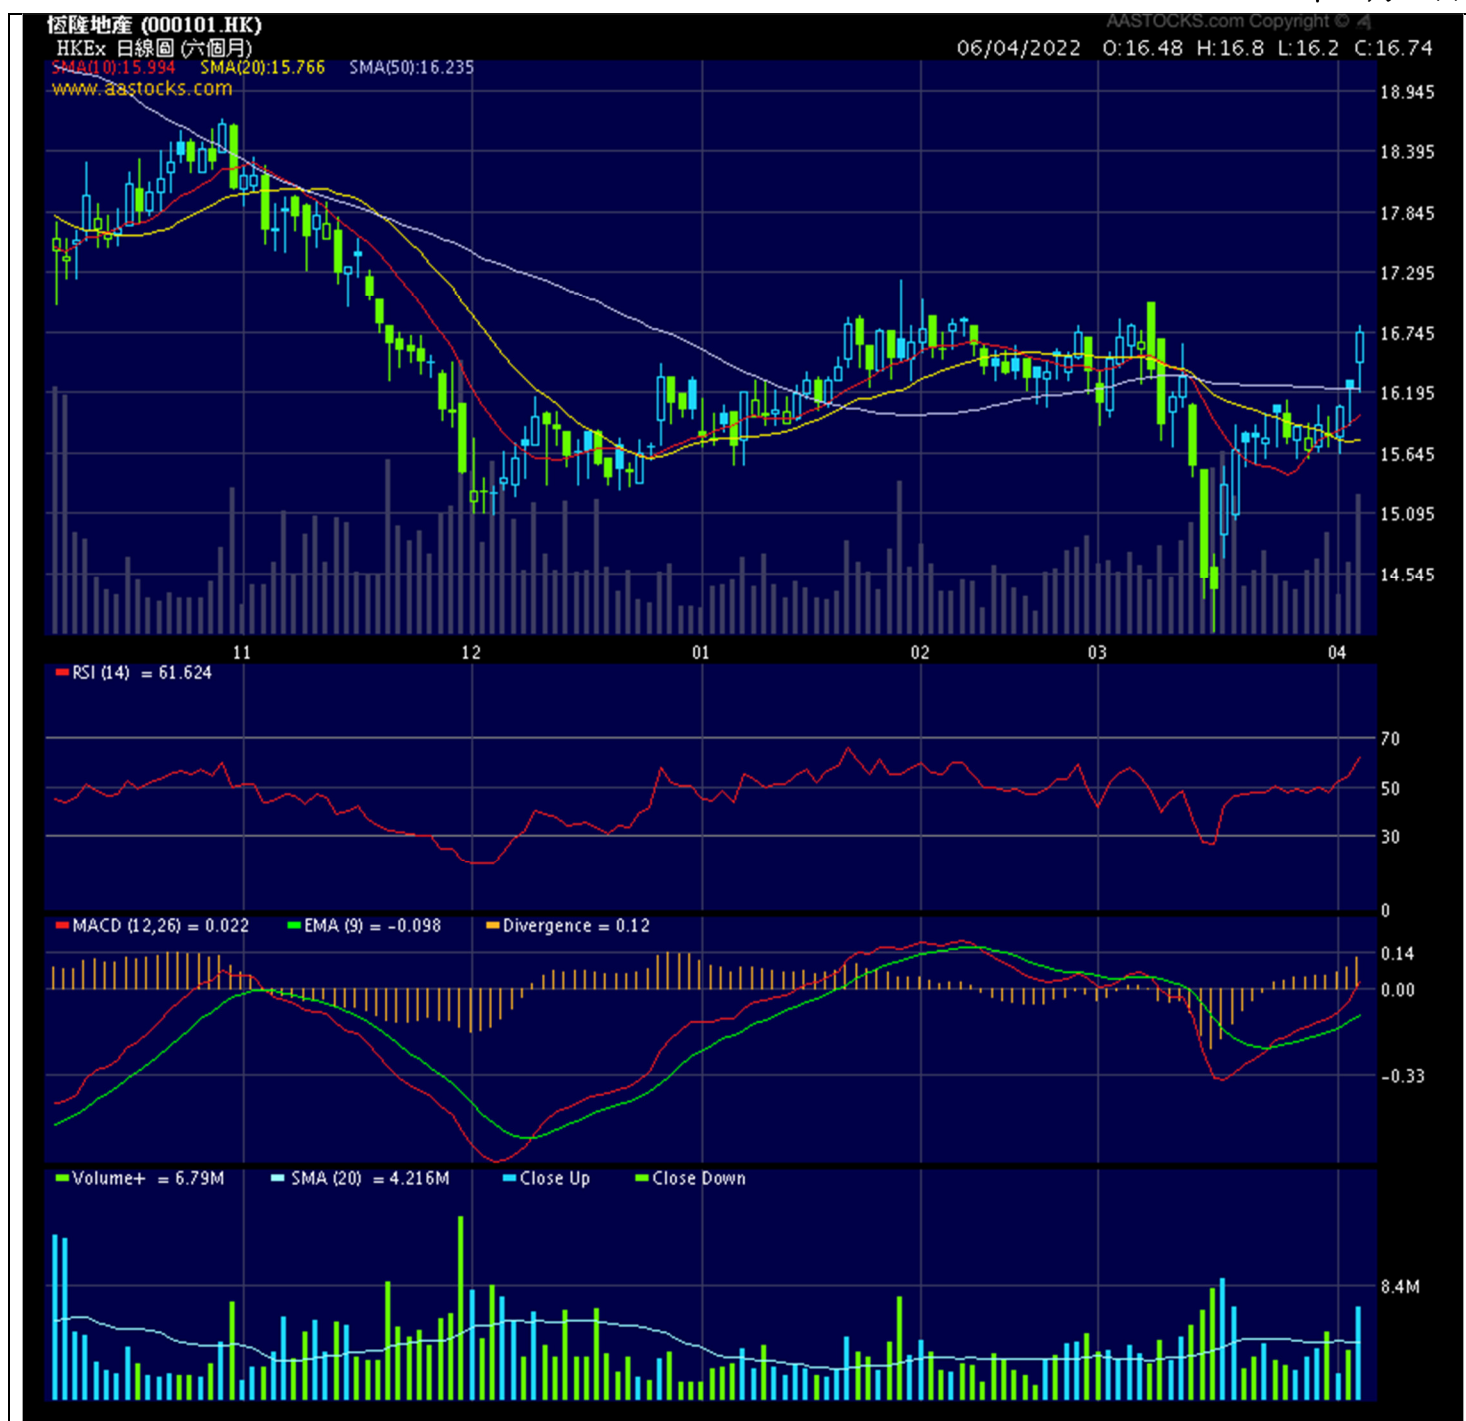 AASTOCKS.com Copyright ©
恆隆地產 (000101.HK)
HKEx 日線圖 (六個月)
06/04/2022 O:16.48 H:16.8 L:16.2 C:16.74
SMA(10):15.994 SMA(20):15.766 SMA(50):16.235
www.aastocks.com
18.945
18.395
17.845
17.295
16.745
16.195
15.645
15.095
14.545
11 12 01 02 03 04
RSI (14) = 61.624
70
50
30
0
MACD (12,26) = 0.022 EMA (9) = -0.098 Divergence = 0.12
0.14
0.00
-0.33
Volume+ = 6.79M SMA (20) = 4.216M Close Up Close Down
8.4M